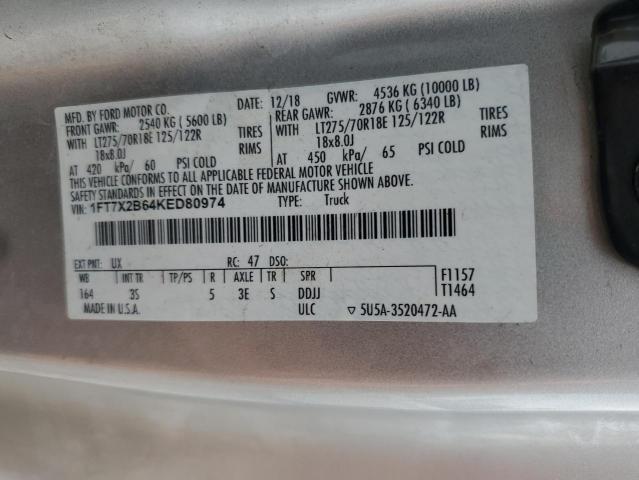 MFD. BY FORD MOTOR CO.
DATE: 12/18 GVWR: 4536 KG (10000 LB)
FRONT GAWR: 2540 KG (5600 LB) REAR GAWR: 2876 KG (6340 LB)
WITH LT275/70R18E 125/122R TIRES WITH LT275/70R18E 125/122R TIRES
18x8.0J RIMS 18x8.0J RIMS
AT 420 kPa/ 60 PSI COLD AT 450 kPa/ 65 PSI COLD
THIS VEHICLE CONFORMS TO ALL APPLICABLE FEDERAL MOTOR VEHICLE
SAFETY STANDARDS IN EFFECT ON THE DATE OF MANUFACTURE SHOWN ABOVE.
VIN: 1FT7X2B64KED80974 TYPE: Truck
EXT PNT: UX RC: 47 DSO:
WB INT TR TP/PS R AXLE TR SPR F1157
164 3S 5 3E S DDJJ T1464
MADE IN U.S.A. ULC ▽ 5U5A-3520472-AA